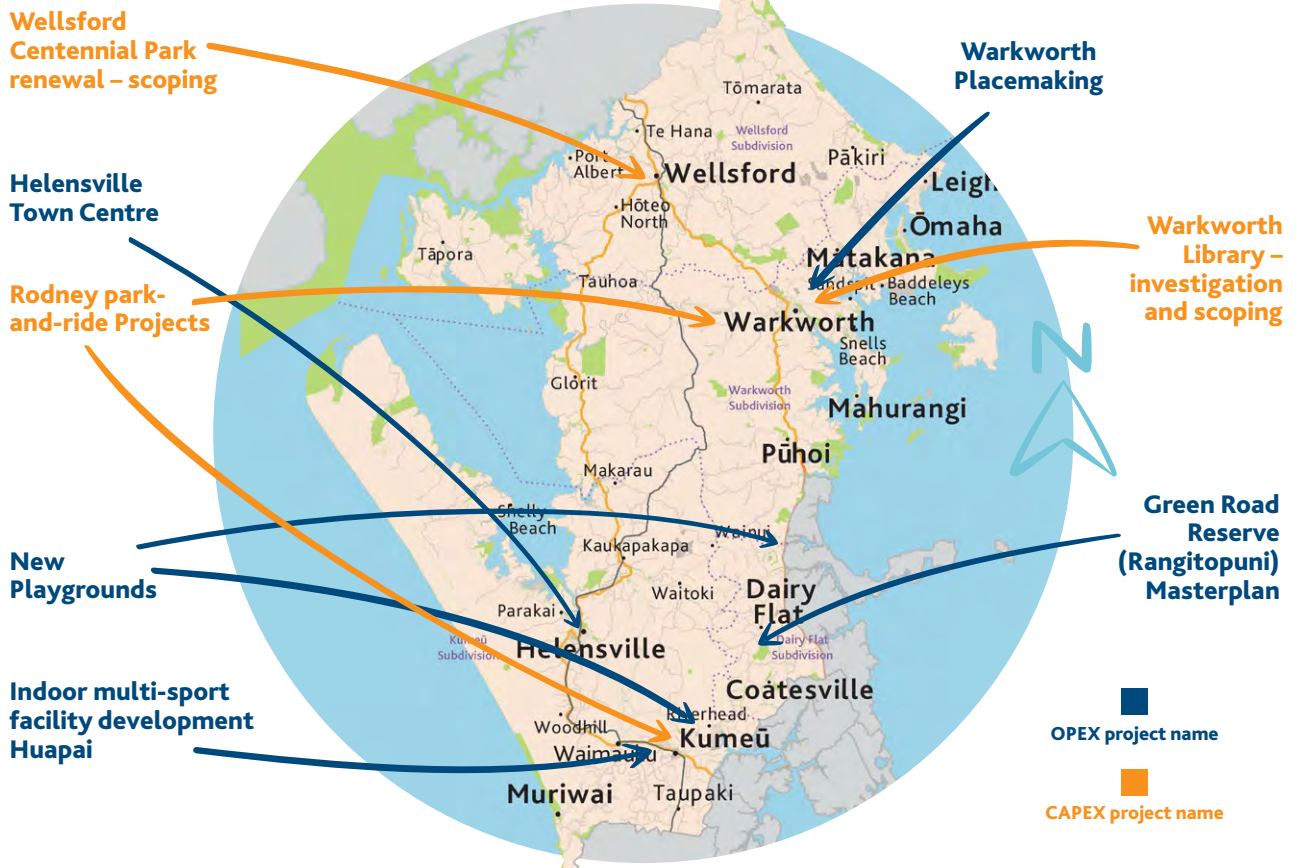 Wellsford
Centennial Park
renewal – scoping
Helensville
Town Centre
Rodney park-
and-ride Projects
New
Playgrounds
Indoor multi-sport
facility development
Huapai
Warkworth
Placemaking
Warkworth
Library –
investigation
and scoping
Green Road
Reserve
(Rangitopuni)
Masterplan
Tōmarata
Te Hana
Wellsford
Subdivision
Port
Albert
Wellsford
Pākiri
Leigh
Hōteo
North
Ōmaha
Tāpora
Matakana
Tauhoa
Sandspit
Baddeleys
Beach
Warkworth
Snells
Beach
Glorit
Warkworth
Subdivision
Mahurangi
Pūhoi
Makarau
Shelly
Beach
Wainui
Kaukapakapa
Waitoki
Dairy
Flat
Parakai
Kumeū
Subdivision
Helensville
Dairy Flat
Subdivision
Coatesville
Riverhead
Woodhill
Kumeū
Waimauku
Muriwai
Taupaki
N
OPEX project name
CAPEX project name